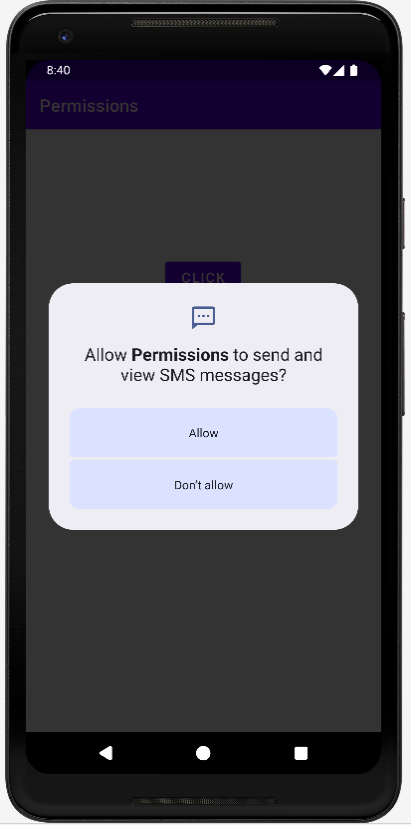 8:40
Permissions
CLICK
Allow Permissions to send and
view SMS messages?
Allow
Don't allow